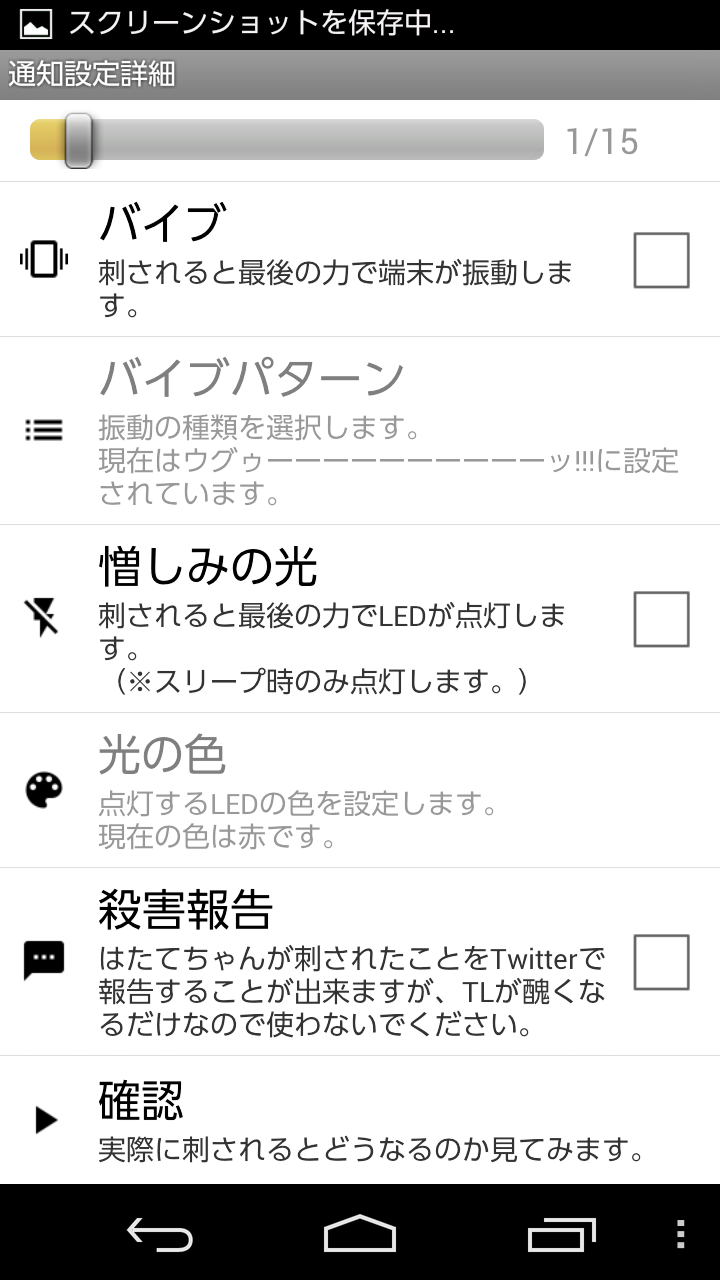 スクリーンショットを保存中...
通知設定詳細
1/15
バイブ
刺されると最後の力で端末が振動しま
す。
バイブパターン
振動の種類を選択します。
現在はウグゥーーーーーーーーーーッ!!!に設定
されています。
憎しみの光
刺されると最後の力でLEDが点灯しま
す。
（※スリープ時のみ点灯します。）
光の色
点灯するLEDの色を設定します。
現在の色は赤です。
殺害報告
はたてちゃんが刺されたことをTwitterで
報告することが出来ますが、TLが醜くな
るだけなので使わないでください。
確認
実際に刺されるとどうなるのか見てみます。